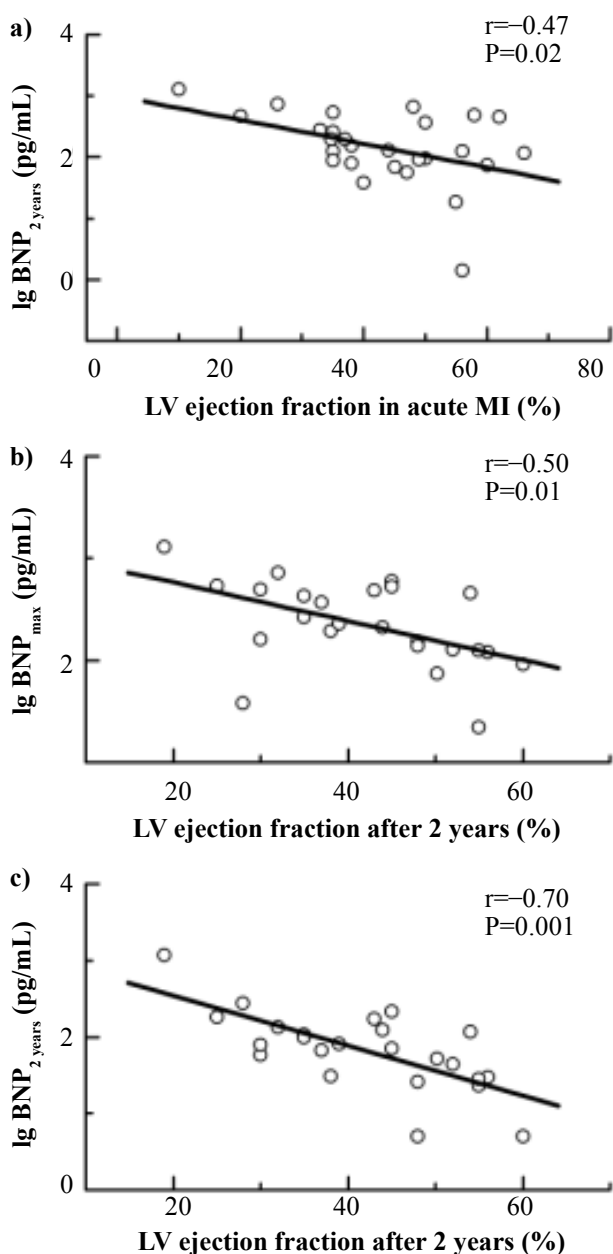 a)
r=−0.47
P=0.02
4
2
0
lg BNP2 years (pg/mL)
0 20 40 60 80
LV ejection fraction in acute MI (%)
b)
r=−0.50
P=0.01
4
2
lg BNPmax (pg/mL)
20 40 60
LV ejection fraction after 2 years (%)
c)
r=−0.70
P=0.001
4
2
0
lg BNP2 years (pg/mL)
20 40 60
LV ejection fraction after 2 years (%)